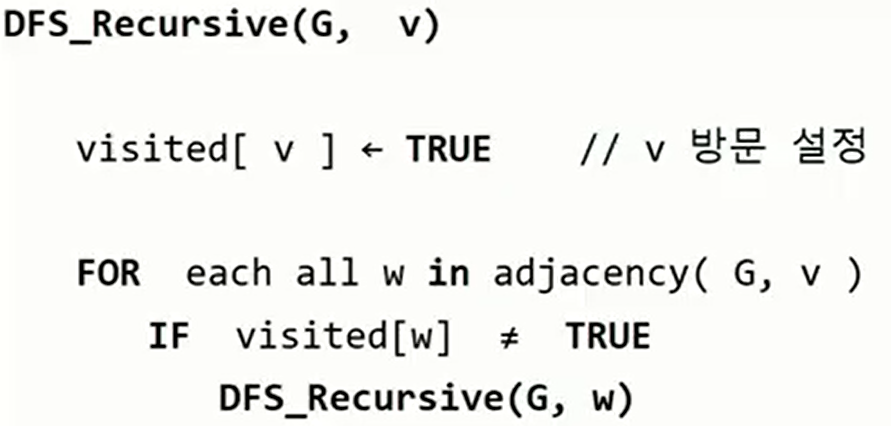 DFS_Recursive(G, v)
visited[ v ] ← TRUE // v 방문 설정
FOR each all w in adjacency( G, v )
IF visited[w] ≠ TRUE
DFS_Recursive(G, w)